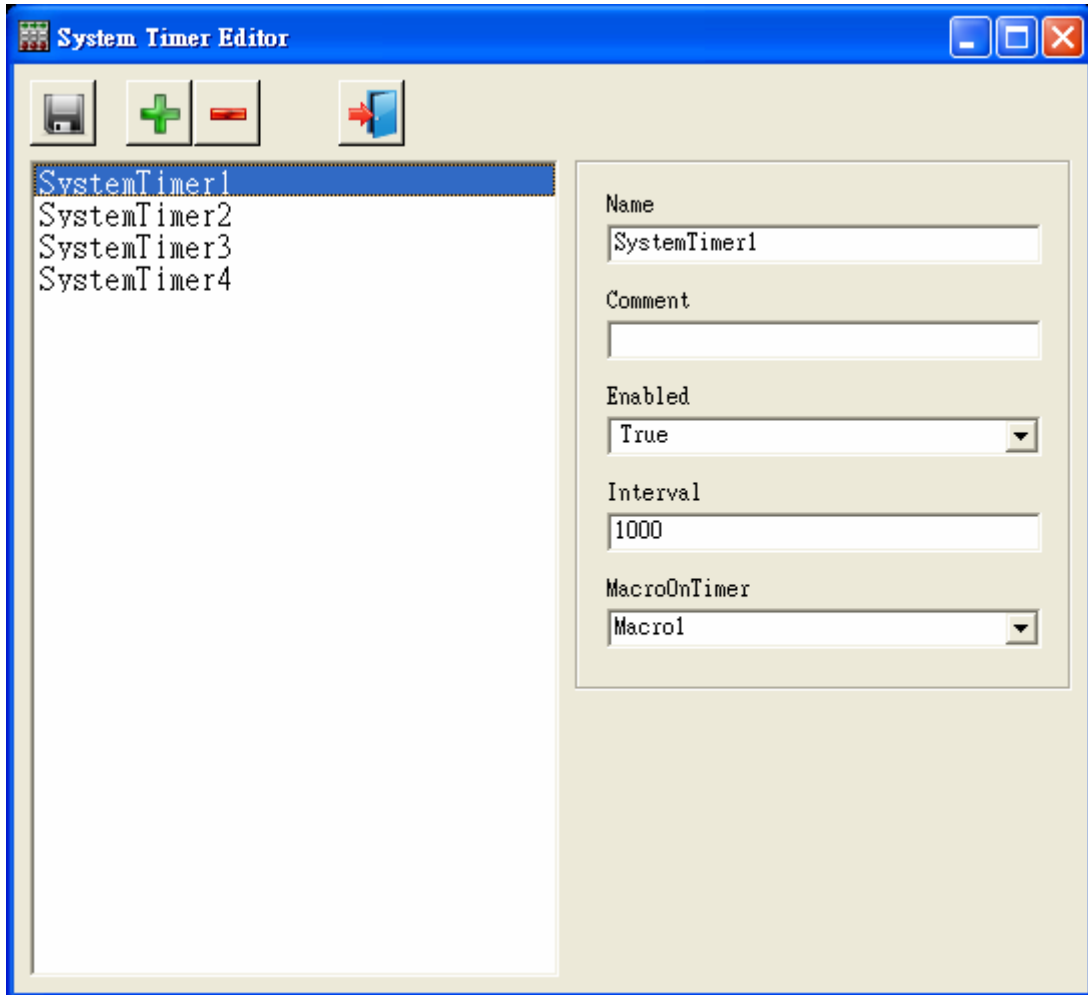 System Timer Editor
SystemTimer1
SystemTimer2
SystemTimer3
SystemTimer4
Name
SystemTimer1
Comment
Enabled
True
Interval
1000
MacroOnTimer
Macro1